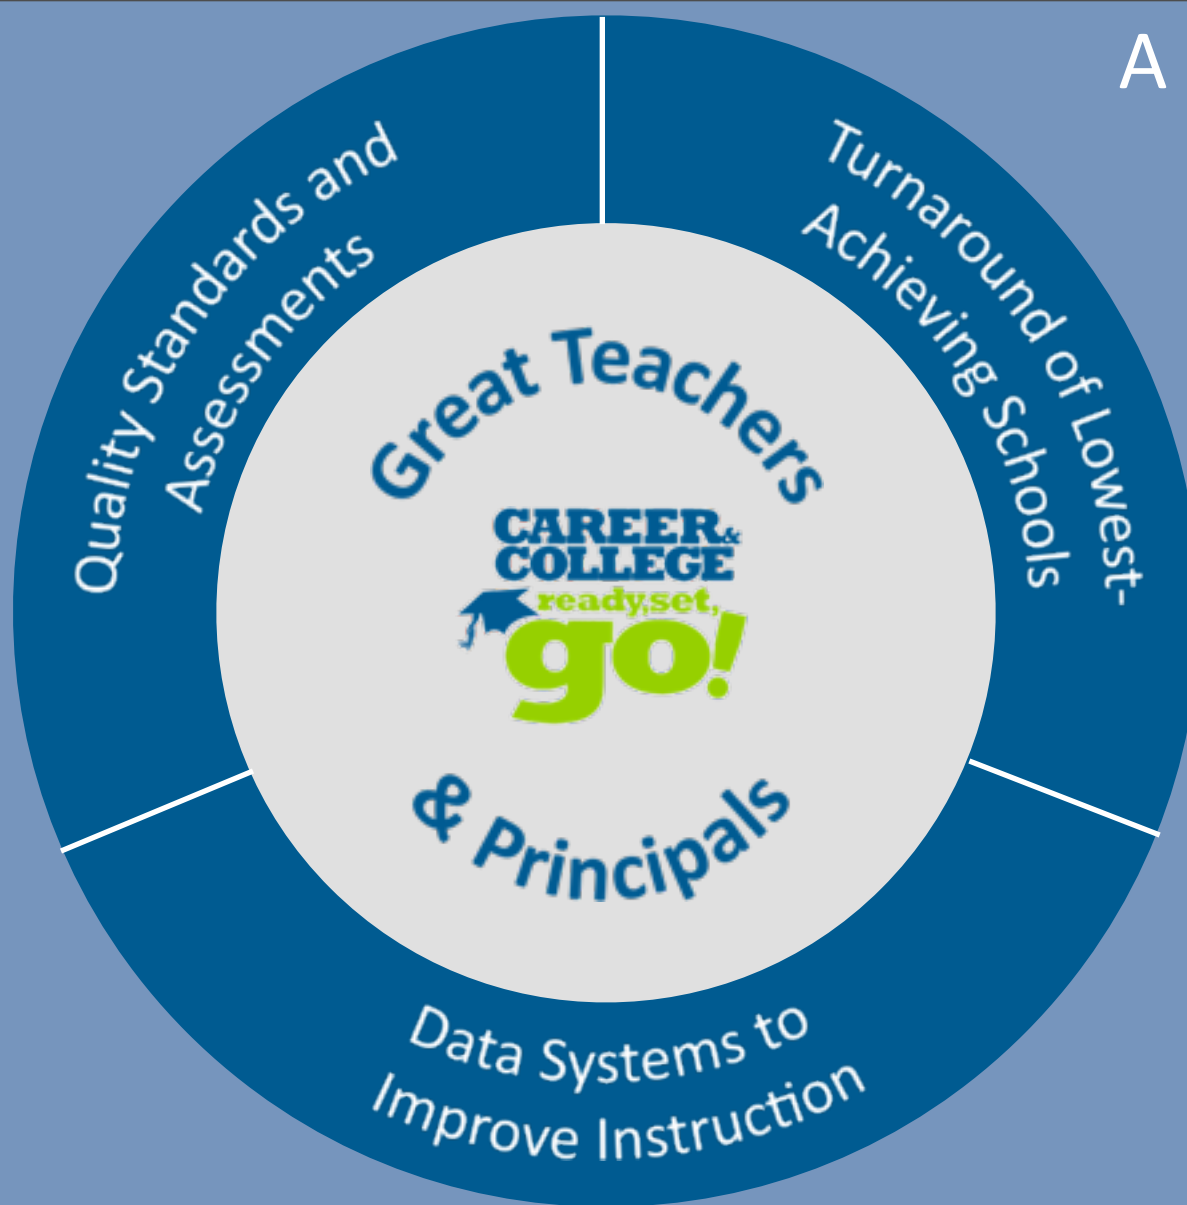 A
Quality Standards and
Assessments
Turnaround of Lowest-
Achieving Schools
Great Teachers
CAREER &
COLLEGE
ready, set,
go!
& Principals
Data Systems to
Improve Instruction